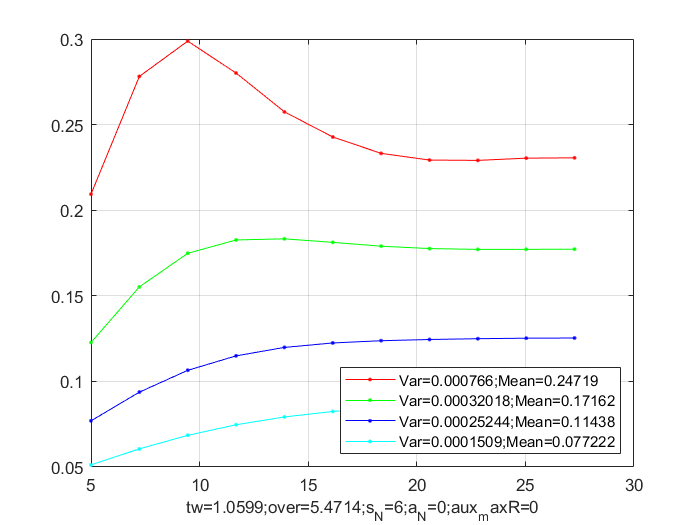 0.3
0.25
0.2
0.15
0.1
0.05
Var=0.000766;Mean=0.24719
Var=0.00032018;Mean=0.17162
Var=0.00025244;Mean=0.11438
Var=0.0001509;Mean=0.077222
5 10 15 20 25 30
tw=1.0599;over=5.4714;s_N=6;a_N=0;aux_maxR=0